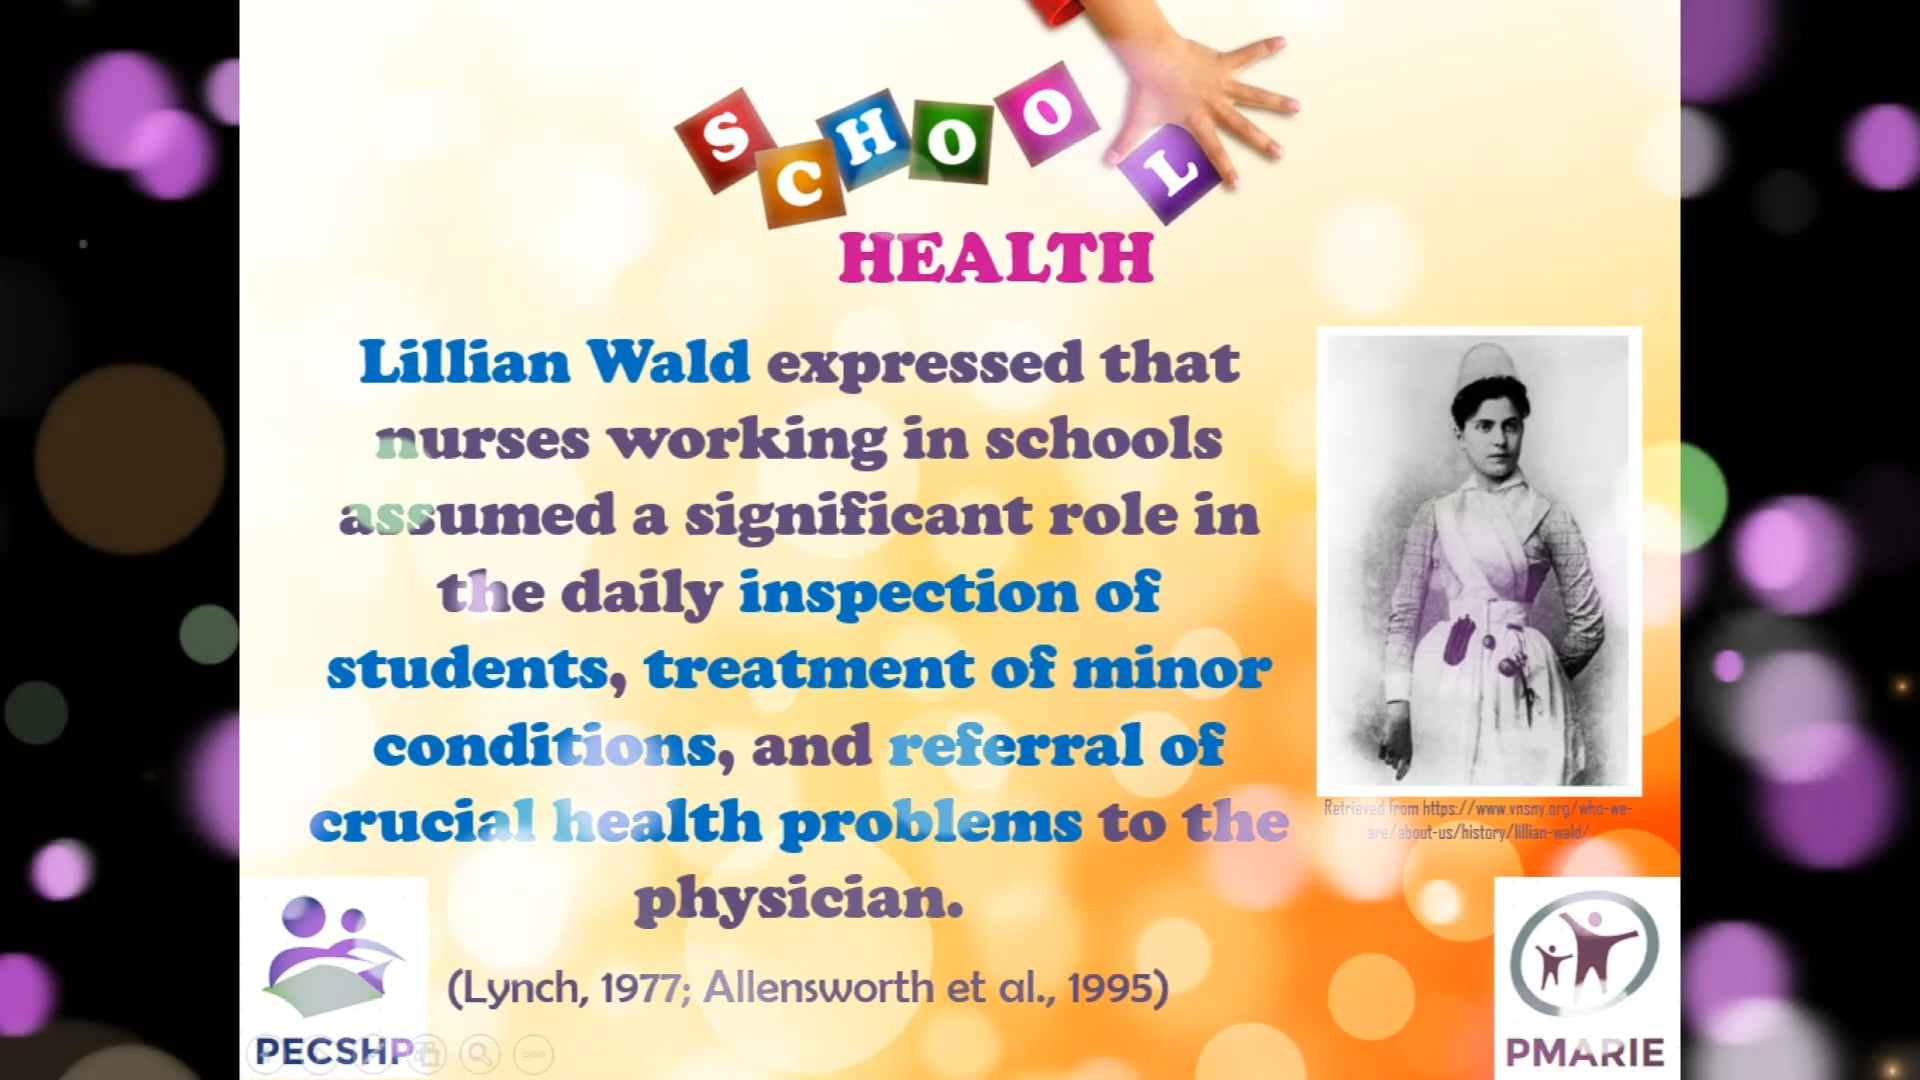 SCHOOL
HEALTH
Lillian Wald expressed that
nurses working in schools
assumed a significant role in
the daily inspection of
students, treatment of minor
conditions, and referral of
crucial health problems to the
physician.
(Lynch, 1977; Allensworth et al., 1995)
Retrieved from https://www.vnsny.org/who-we-
are/about-us/history/lillian-wald/
PECSHP
PMARIE